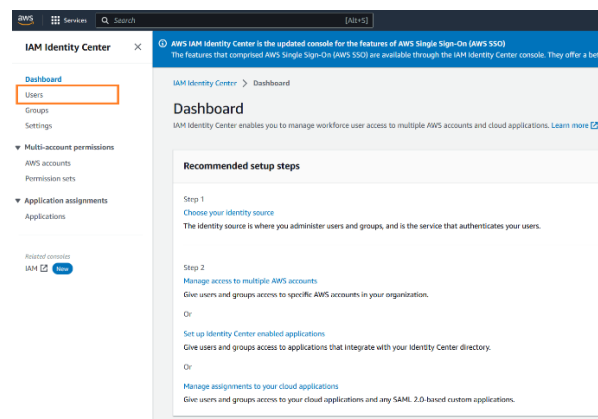 aws
Services
Search
[Alt+S]
IAM Identity Center
AWS IAM Identity Center is the updated console for the features of AWS Single Sign-On (AWS SSO)
The features that comprised AWS Single Sign-On (AWS SSO) are available through the IAM Identity Center console. They offer a bet
Dashboard
Users
Groups
Settings
Multi-account permissions
AWS accounts
Permission sets
Application assignments
Applications
Related consoles
IAM
New
IAM Identity Center > Dashboard
Dashboard
IAM Identity Center enables you to manage workforce user access to multiple AWS accounts and cloud applications. Learn more
Recommended setup steps
Step 1
Choose your identity source
The identity source is where you administer users and groups, and is the service that authenticates your users.
Step 2
Manage access to multiple AWS accounts
Give users and groups access to specific AWS accounts in your organization.
Or
Set up Identity Center enabled applications
Give users and groups access to applications that integrate with your Identity Center directory.
Or
Manage assignments to your cloud applications
Give users and groups access to your cloud applications and any SAML 2.0-based custom applications.